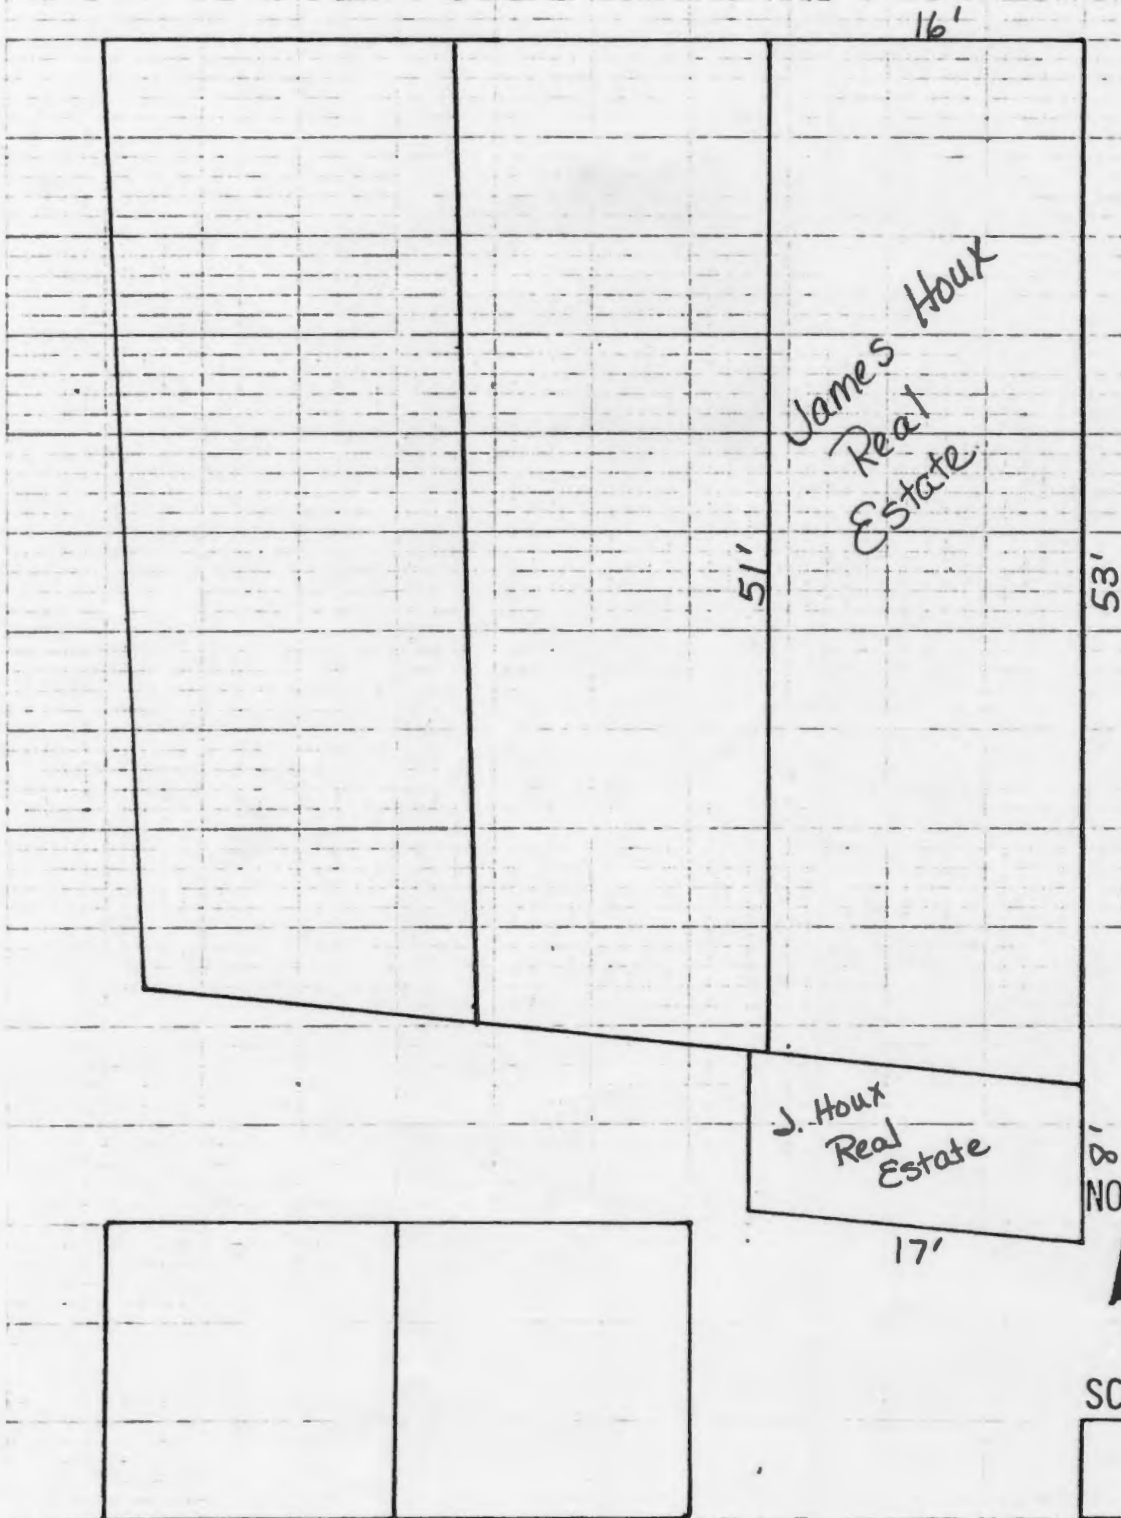 16'
James Houx
Real
Estate
51'
53'
J. Houx
Real
Estate
8'
NO
17'
SC